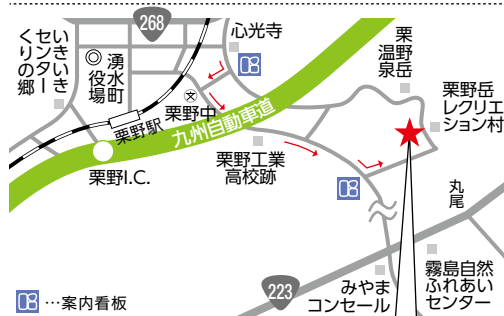 268
心光寺
いきいき
センター
くりの郷
湧水町
役場
栗野中
栗野駅
九州自動車道
栗野I.C.
栗野工業
高校跡
栗野岳
温泉
栗野岳
レクリエ
ション村
丸尾
霧島自然
ふれあい
センター
みやま
コンセール
223
…案内看板